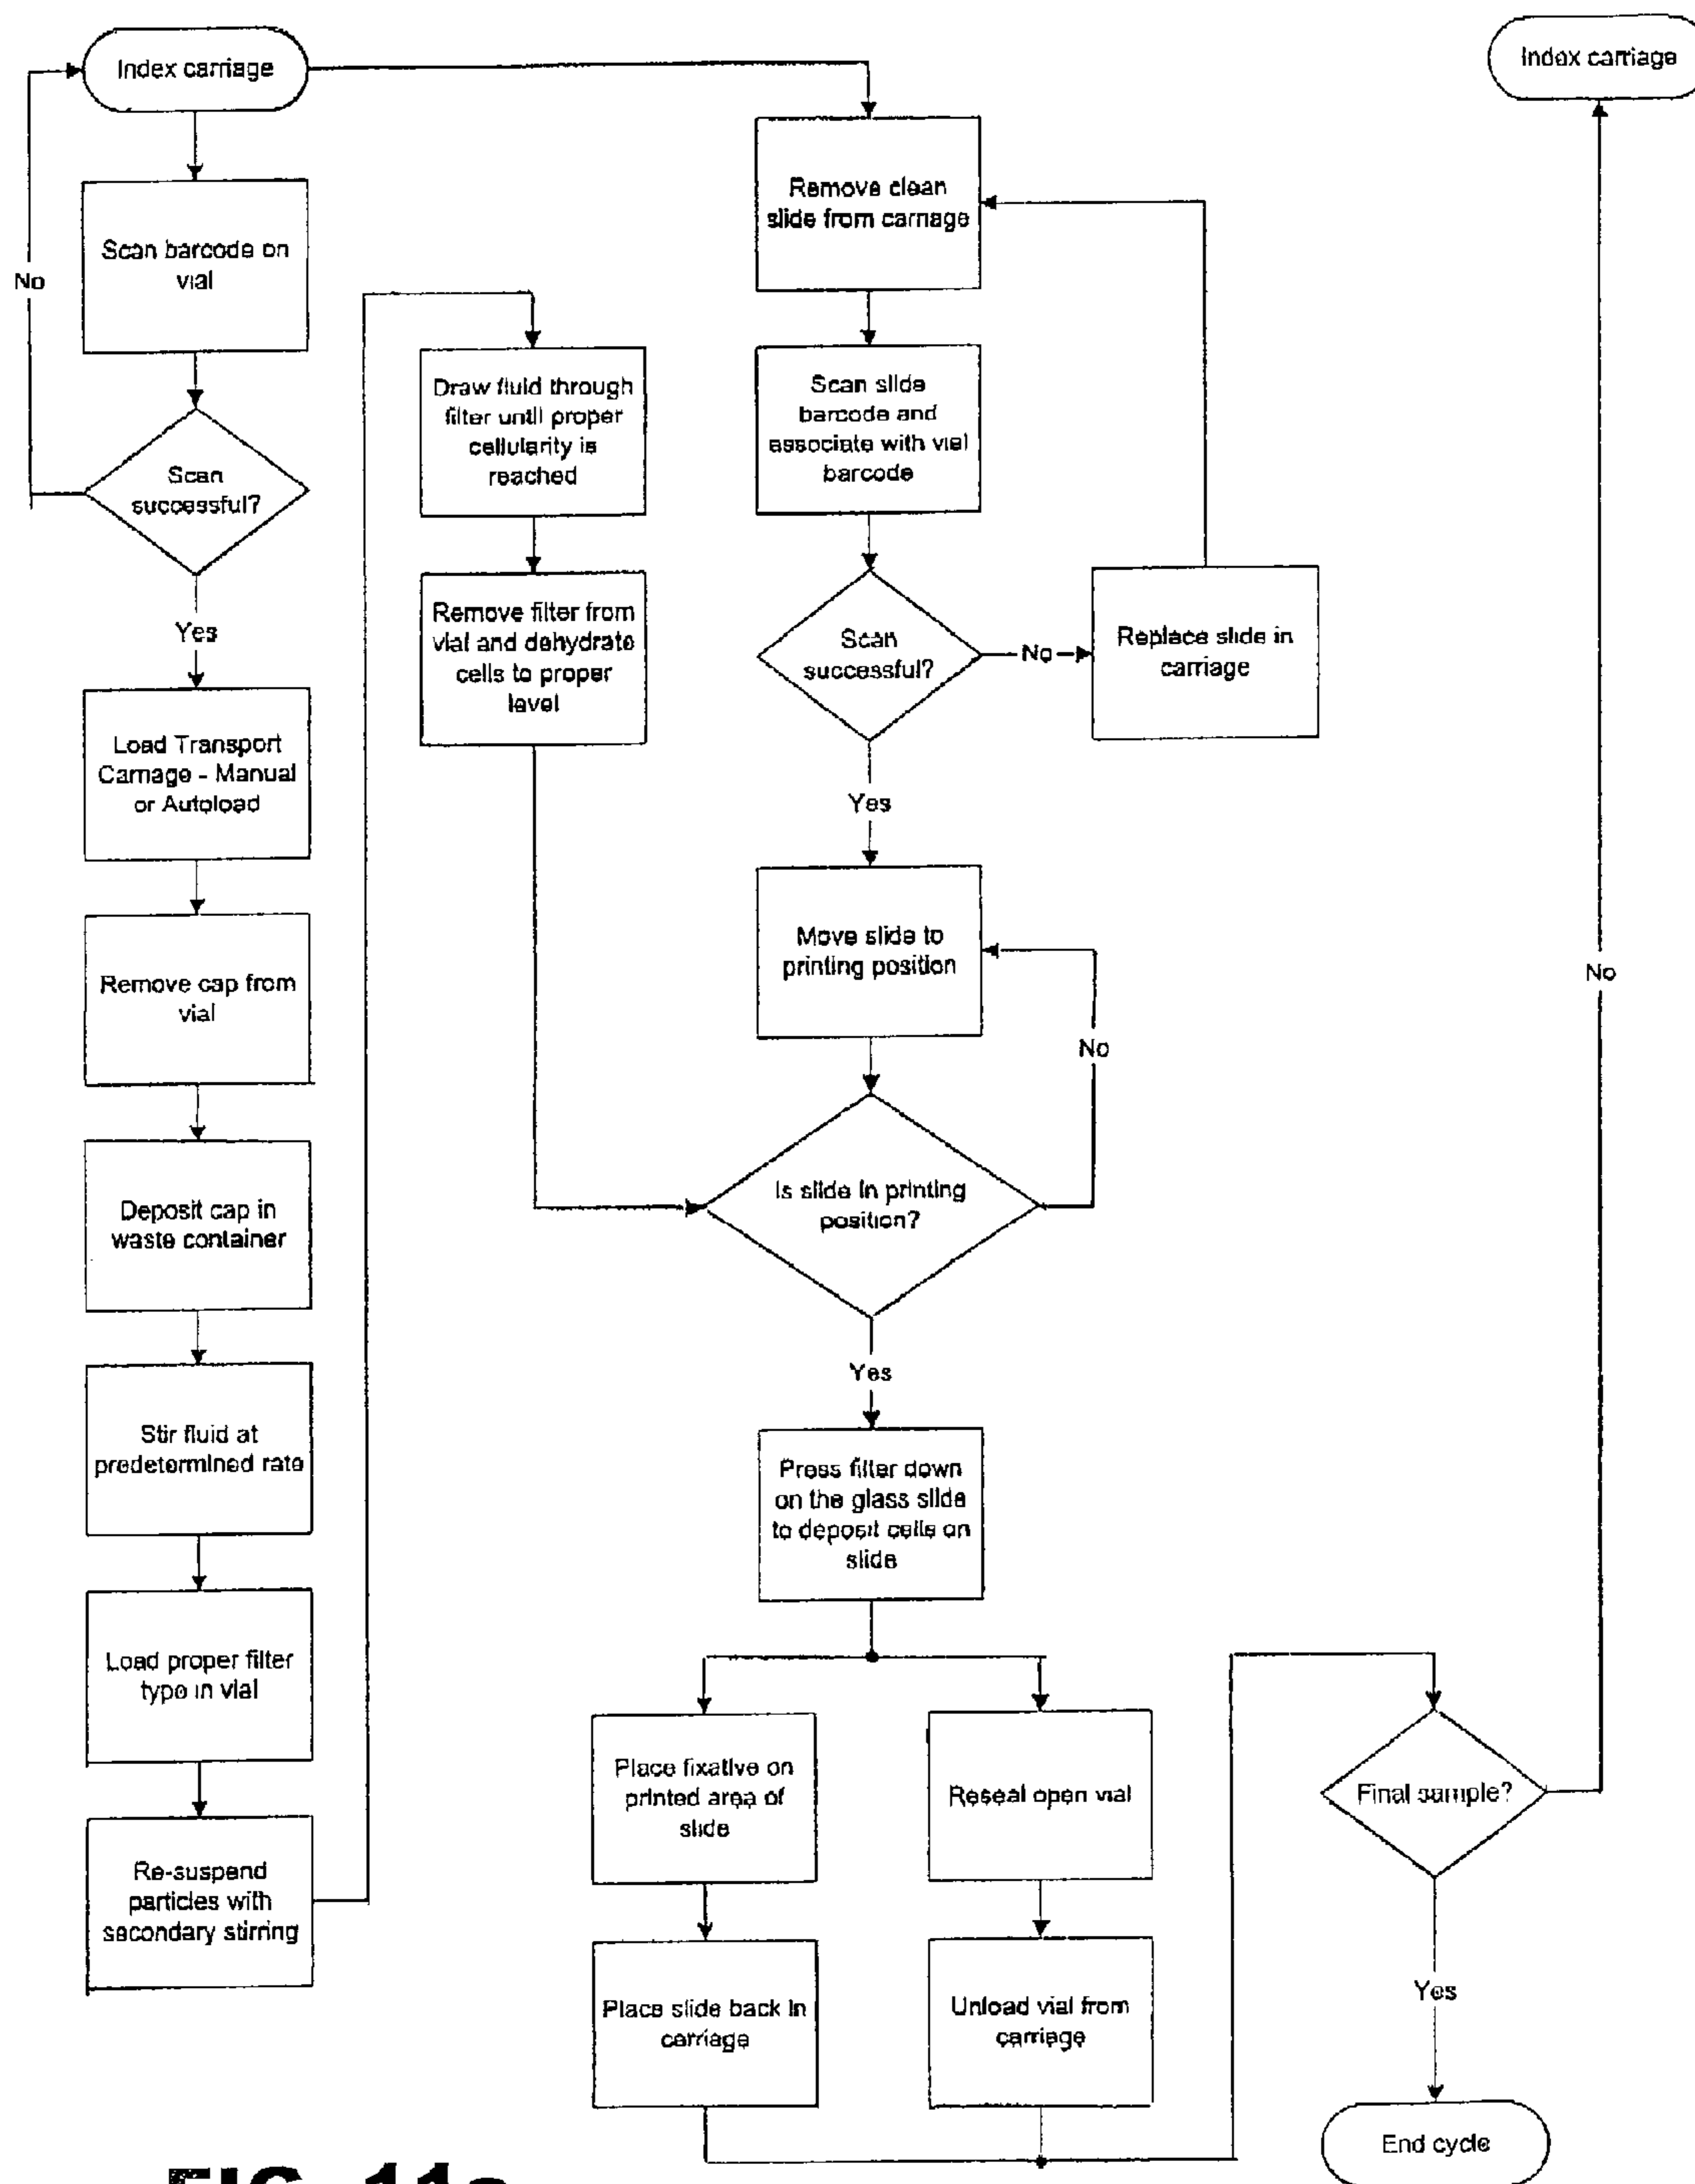 Index carriage
Scan barcode on
vial
No
Scan
successful?
Yes
Load Transport
Carriage - Manual
or Autoload
Remove cap from
vial
Deposit cap in
waste container
Stir fluid at
predetermined rate
Load proper filter
type in vial
Re-suspend
particles with
secondary stirring
Draw fluid through
filter until proper
cellularity is
reached
Remove filter from
vial and dehydrate
cells to proper
level
Remove clean
slide from carriage
Scan slide
barcode and
associate with vial
barcode
Scan
successful?
No
Replace slide in
carriage
Yes
Move slide to
printing position
No
Is slide in printing
position?
Yes
Press filter down
on the glass slide
to deposit cells on
slide
Place fixative on
printed area of
slide
Place slide back in
carriage
Reseal open vial
Unload vial from
carriage
Index carriage
No
Final sample?
Yes
End cycle
FIG. 11a